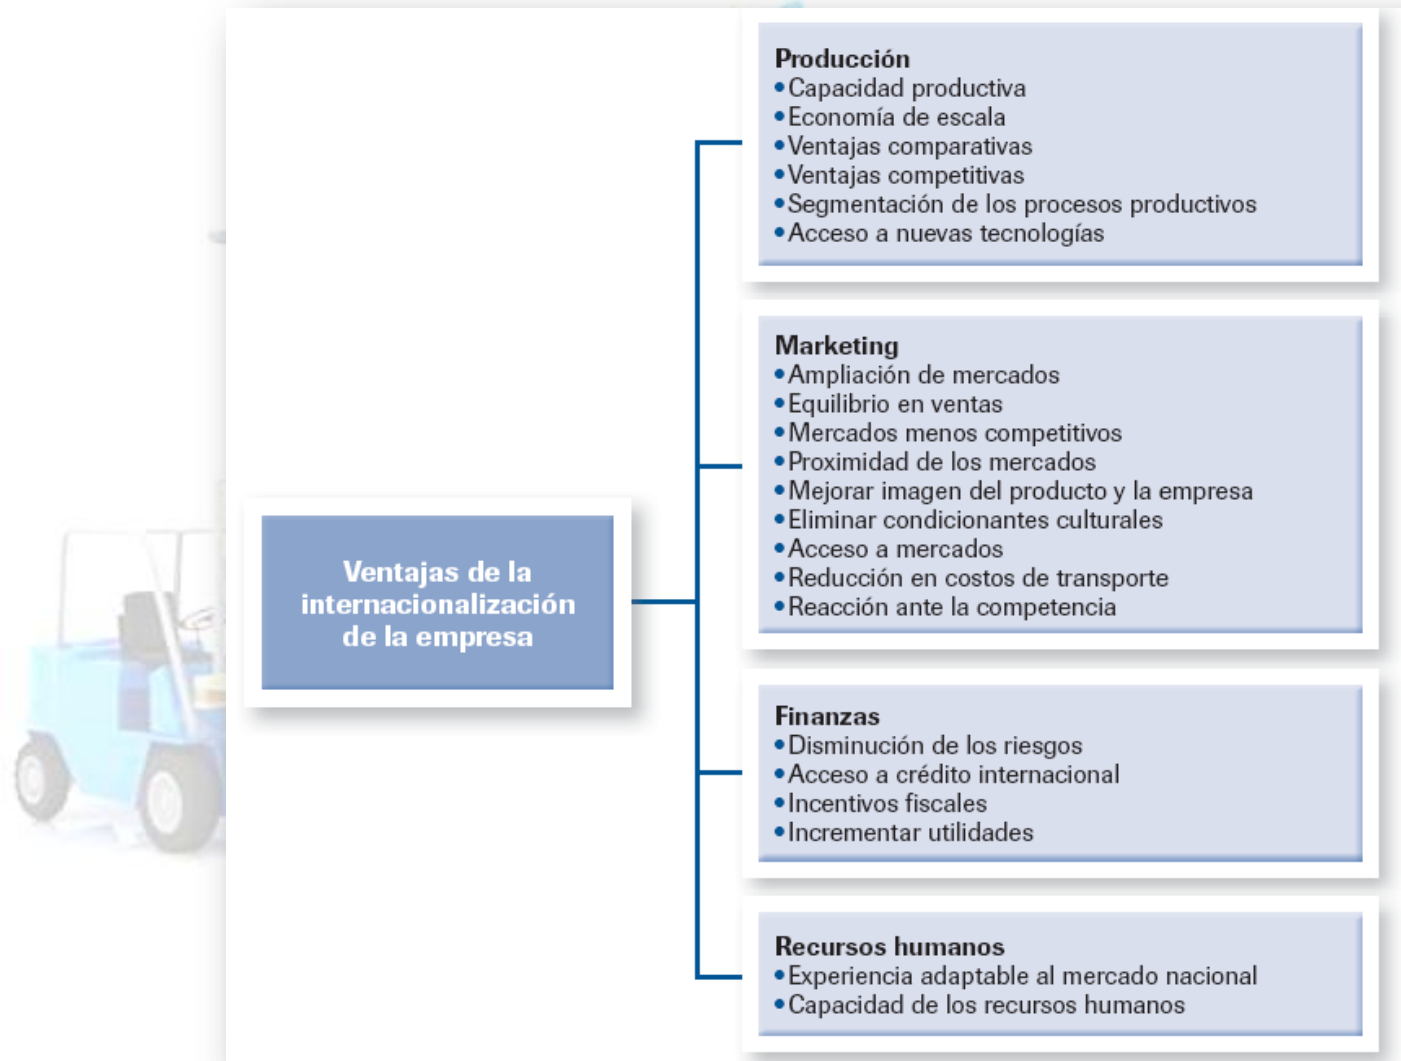 Ventajas de la
internacionalización
de la empresa
Producción
•Capacidad productiva
•Economía de escala
•Ventajas comparativas
•Ventajas competitivas
•Segmentación de los procesos productivos
•Acceso a nuevas tecnologías
Marketing
•Ampliación de mercados
•Equilibrio en ventas
•Mercados menos competitivos
•Proximidad de los mercados
•Mejorar imagen del producto y la empresa
•Eliminar condicionantes culturales
•Acceso a mercados
•Reducción en costos de transporte
•Reacción ante la competencia
Finanzas
•Disminución de los riesgos
•Acceso a crédito internacional
•Incentivos fiscales
•Incrementar utilidades
Recursos humanos
•Experiencia adaptable al mercado nacional
•Capacidad de los recursos humanos